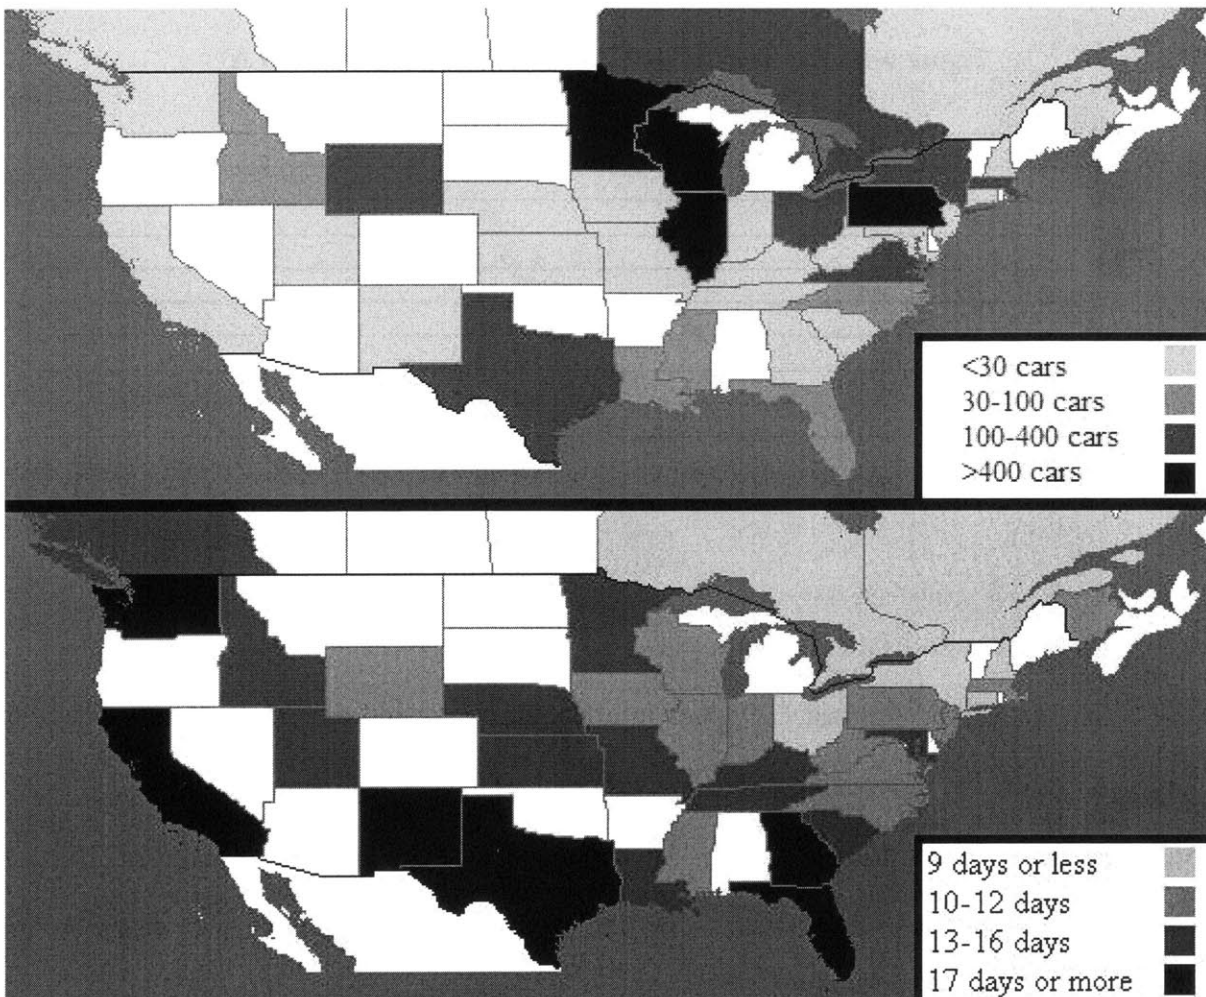 <30 cars
30-100 cars
100-400 cars
>400 cars
9 days or less
10-12 days
13-16 days
17 days or more